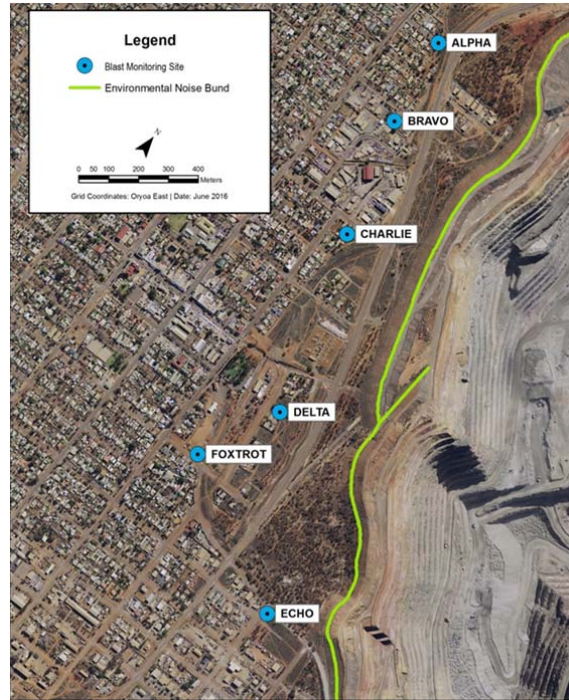 Legend
Blast Monitoring Site
Environmental Noise Bund
N
0 50 100 200 300 400
Meters
Grid Coordinates: Oryoa East | Date: June 2016
ALPHA
BRAVO
CHARLIE
DELTA
FOXTROT
ECHO